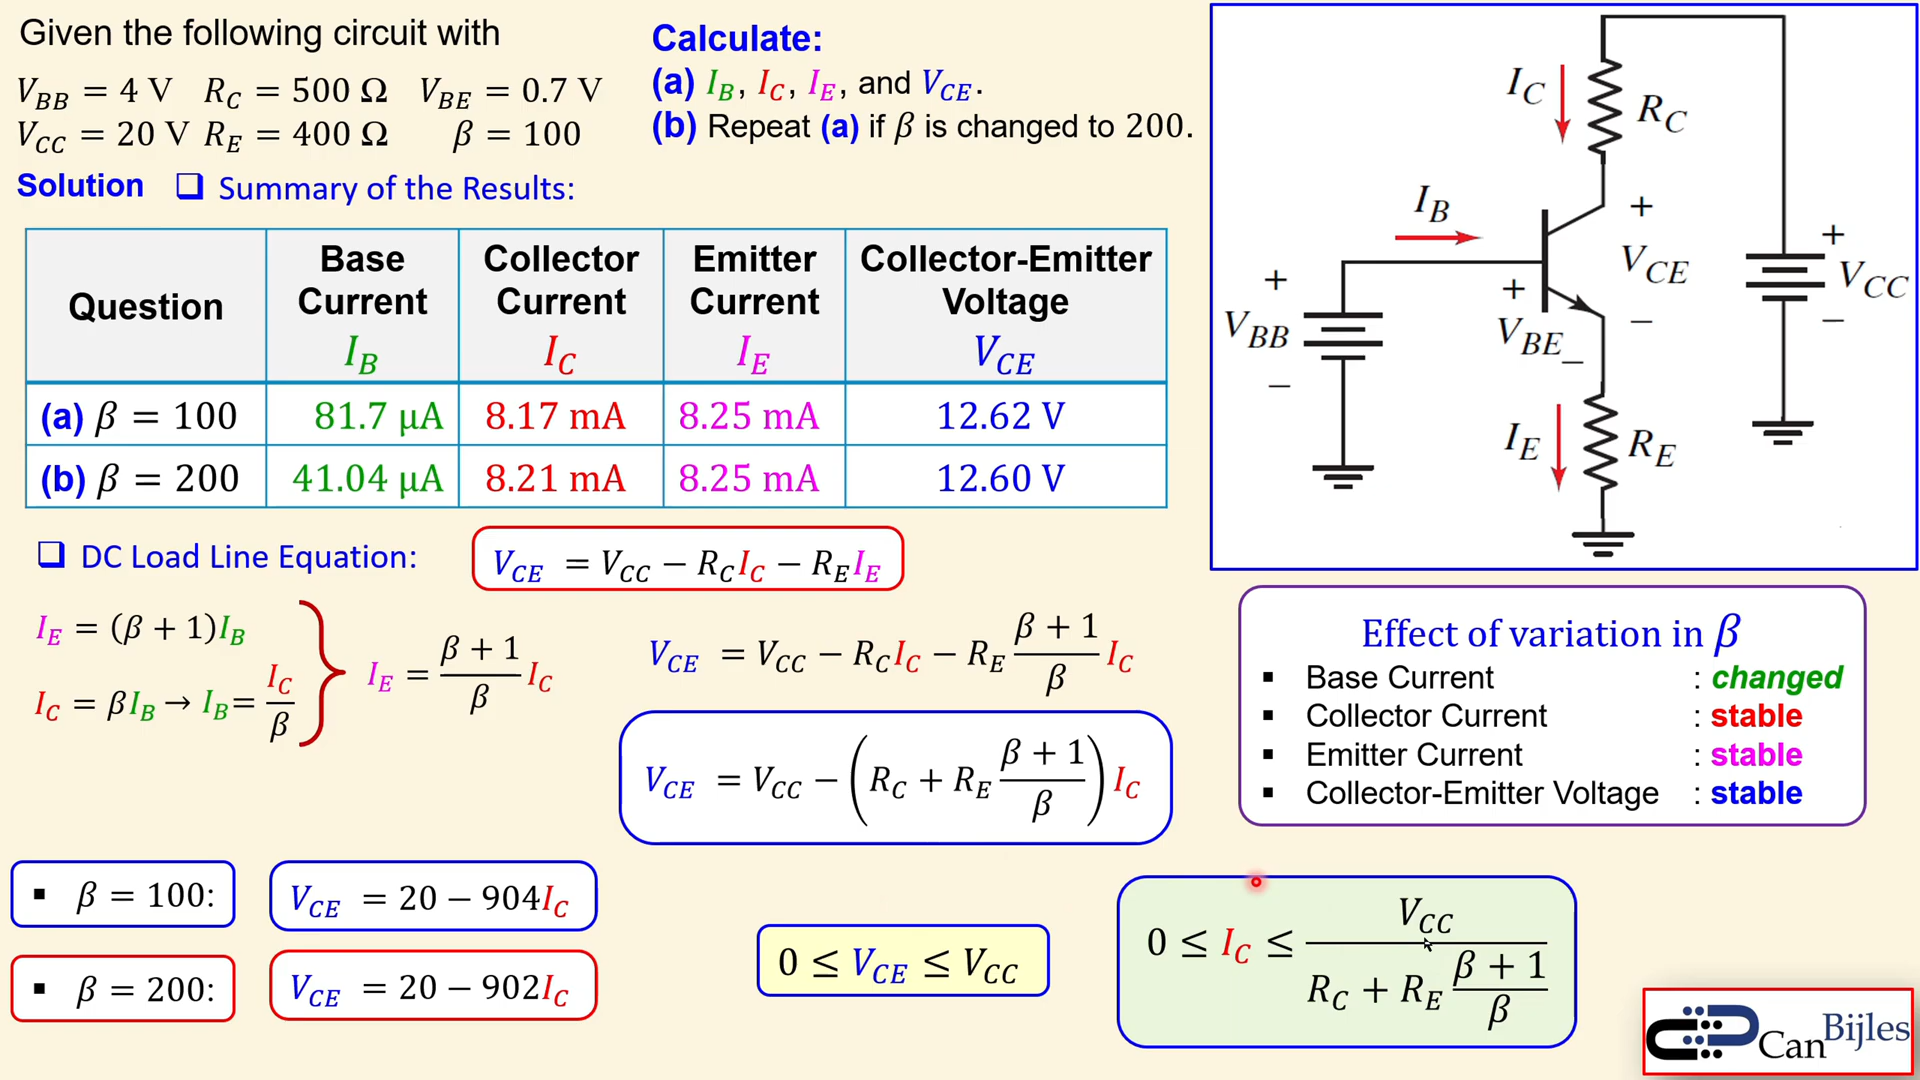 Given the following circuit with
V_BB = 4 V R_C = 500 Ω V_BE = 0.7 V
V_CC = 20 V R_E = 400 Ω β = 100
Calculate:
(a) I_B, I_C, I_E, and V_CE.
(b) Repeat (a) if β is changed to 200.
Solution ❑ Summary of the Results:
Question | Base Current I_B | Collector Current I_C | Emitter Current I_E | Collector-Emitter Voltage V_CE
(a) β = 100 | 81.7 μA | 8.17 mA | 8.25 mA | 12.62 V
(b) β = 200 | 41.04 μA | 8.21 mA | 8.25 mA | 12.60 V
❑ DC Load Line Equation:
V_CE = V_CC − R_C I_C − R_E I_E
I_E = (β + 1)I_B
I_C = βI_B → I_B = I_C/β
I_E = (β + 1)/β I_C
V_CE = V_CC − R_C I_C − R_E (β + 1)/β I_C
V_CE = V_CC − (R_C + R_E (β + 1)/β) I_C
▪ β = 100:
V_CE = 20 − 904I_C
▪ β = 200:
V_CE = 20 − 902I_C
0 ≤ V_CE ≤ V_CC
0 ≤ I_C ≤ V_CC/(R_C + R_E (β + 1)/β)
I_C
R_C
I_B
+
V_CE
−
+
V_CC
−
+
V_BB
−
+
V_BE
−
I_E
R_E
Effect of variation in β
▪ Base Current : changed
▪ Collector Current : stable
▪ Emitter Current : stable
▪ Collector-Emitter Voltage : stable
Can Bijles